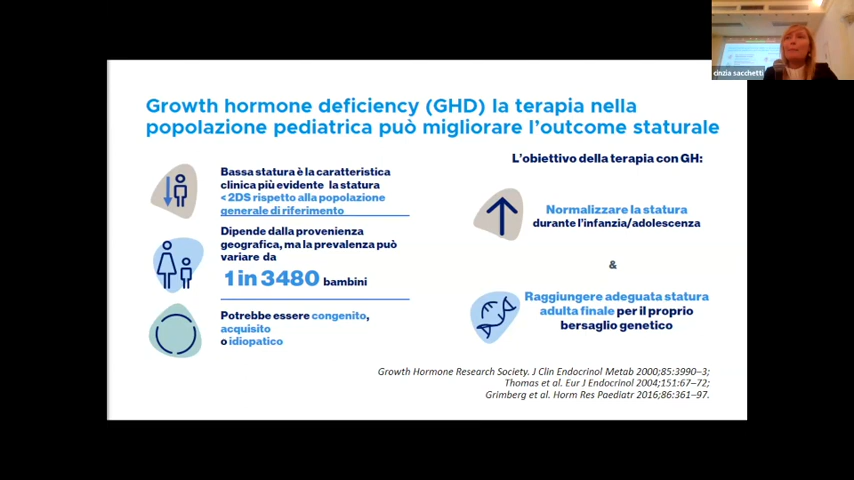 cinzia sacchetti
Growth hormone deficiency (GHD) la terapia nella
popolazione pediatrica può migliorare l'outcome staturale
Bassa statura è la caratteristica
clinica più evidente la statura
<2DS rispetto alla popolazione
generale di riferimento
Dipende dalla provenienza
geografica, ma la prevalenza può
variare da
1 in 3480 bambini
Potrebbe essere congenito,
acquisito
o idiopatico
L'obiettivo della terapia con GH:
Normalizzare la statura
durante l'infanzia/adolescenza
&
Raggiungere adeguata statura
adulta finale per il proprio
bersaglio genetico
Growth Hormone Research Society. J Clin Endocrinol Metab 2000;85:3990–3;
Thomas et al. Eur J Endocrinol 2004;151:67–72;
Grimberg et al. Horm Res Paediatr 2016;86:361–97.